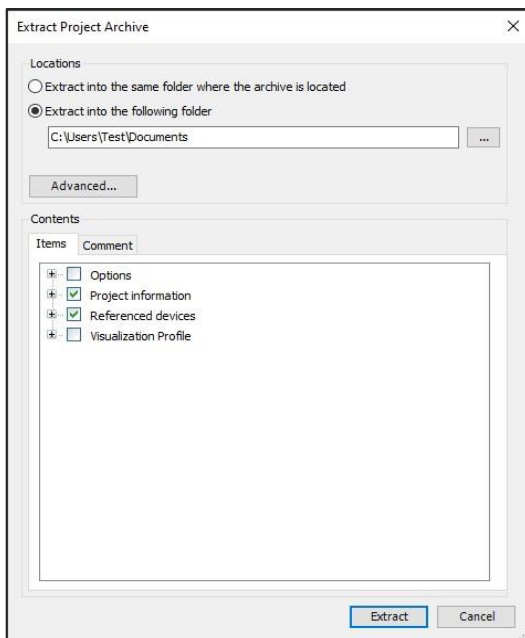 Extract Project Archive
Locations
Extract into the same folder where the archive is located
Extract into the following folder
C:\Users\Test\Documents
...
Advanced...
Contents
Items Comment
Options
Project information
Referenced devices
Visualization Profile
Extract Cancel